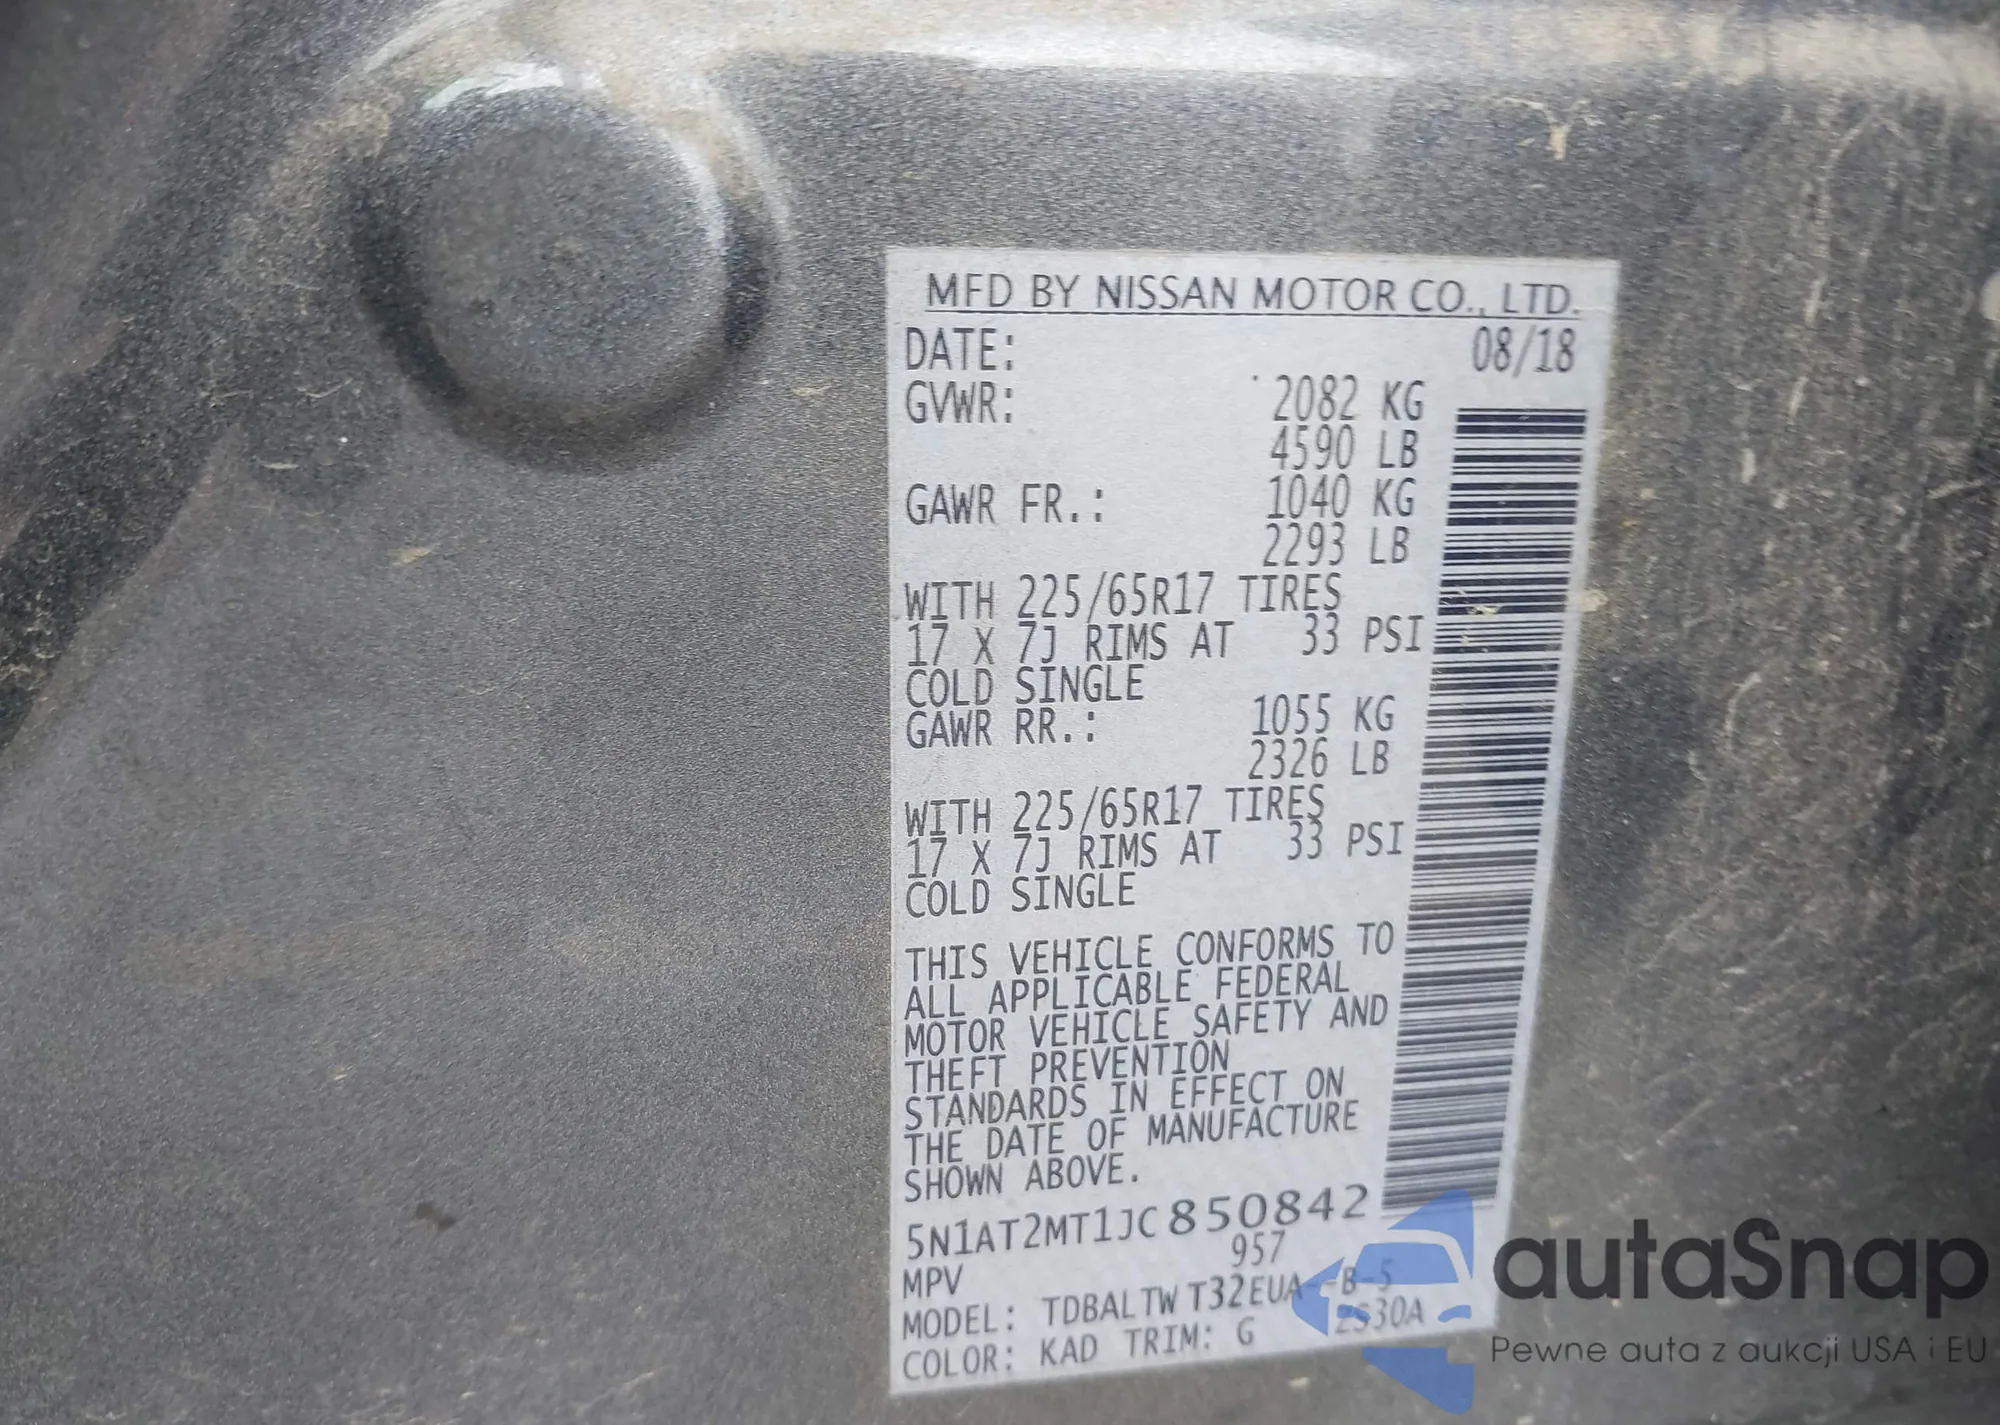 MFD BY NISSAN MOTOR CO., LTD.
DATE: 08/18
GVWR: 2082 KG
4590 LB
GAWR FR.: 1040 KG
2293 LB
WITH 225/65R17 TIRES
17 X 7J RIMS AT 33 PSI
COLD SINGLE
GAWR RR.: 1055 KG
2326 LB
WITH 225/65R17 TIRES
17 X 7J RIMS AT 33 PSI
COLD SINGLE
THIS VEHICLE CONFORMS TO
ALL APPLICABLE FEDERAL
MOTOR VEHICLE SAFETY AND
THEFT PREVENTION
STANDARDS IN EFFECT ON
THE DATE OF MANUFACTURE
SHOWN ABOVE.
5N1AT2MT1JC850842
MPV 957
MODEL: TDBALTW T32EUA--B-5
COLOR: KAD TRIM: G 2S30A
autaSnap
Pewne auta z aukcji USA i EU